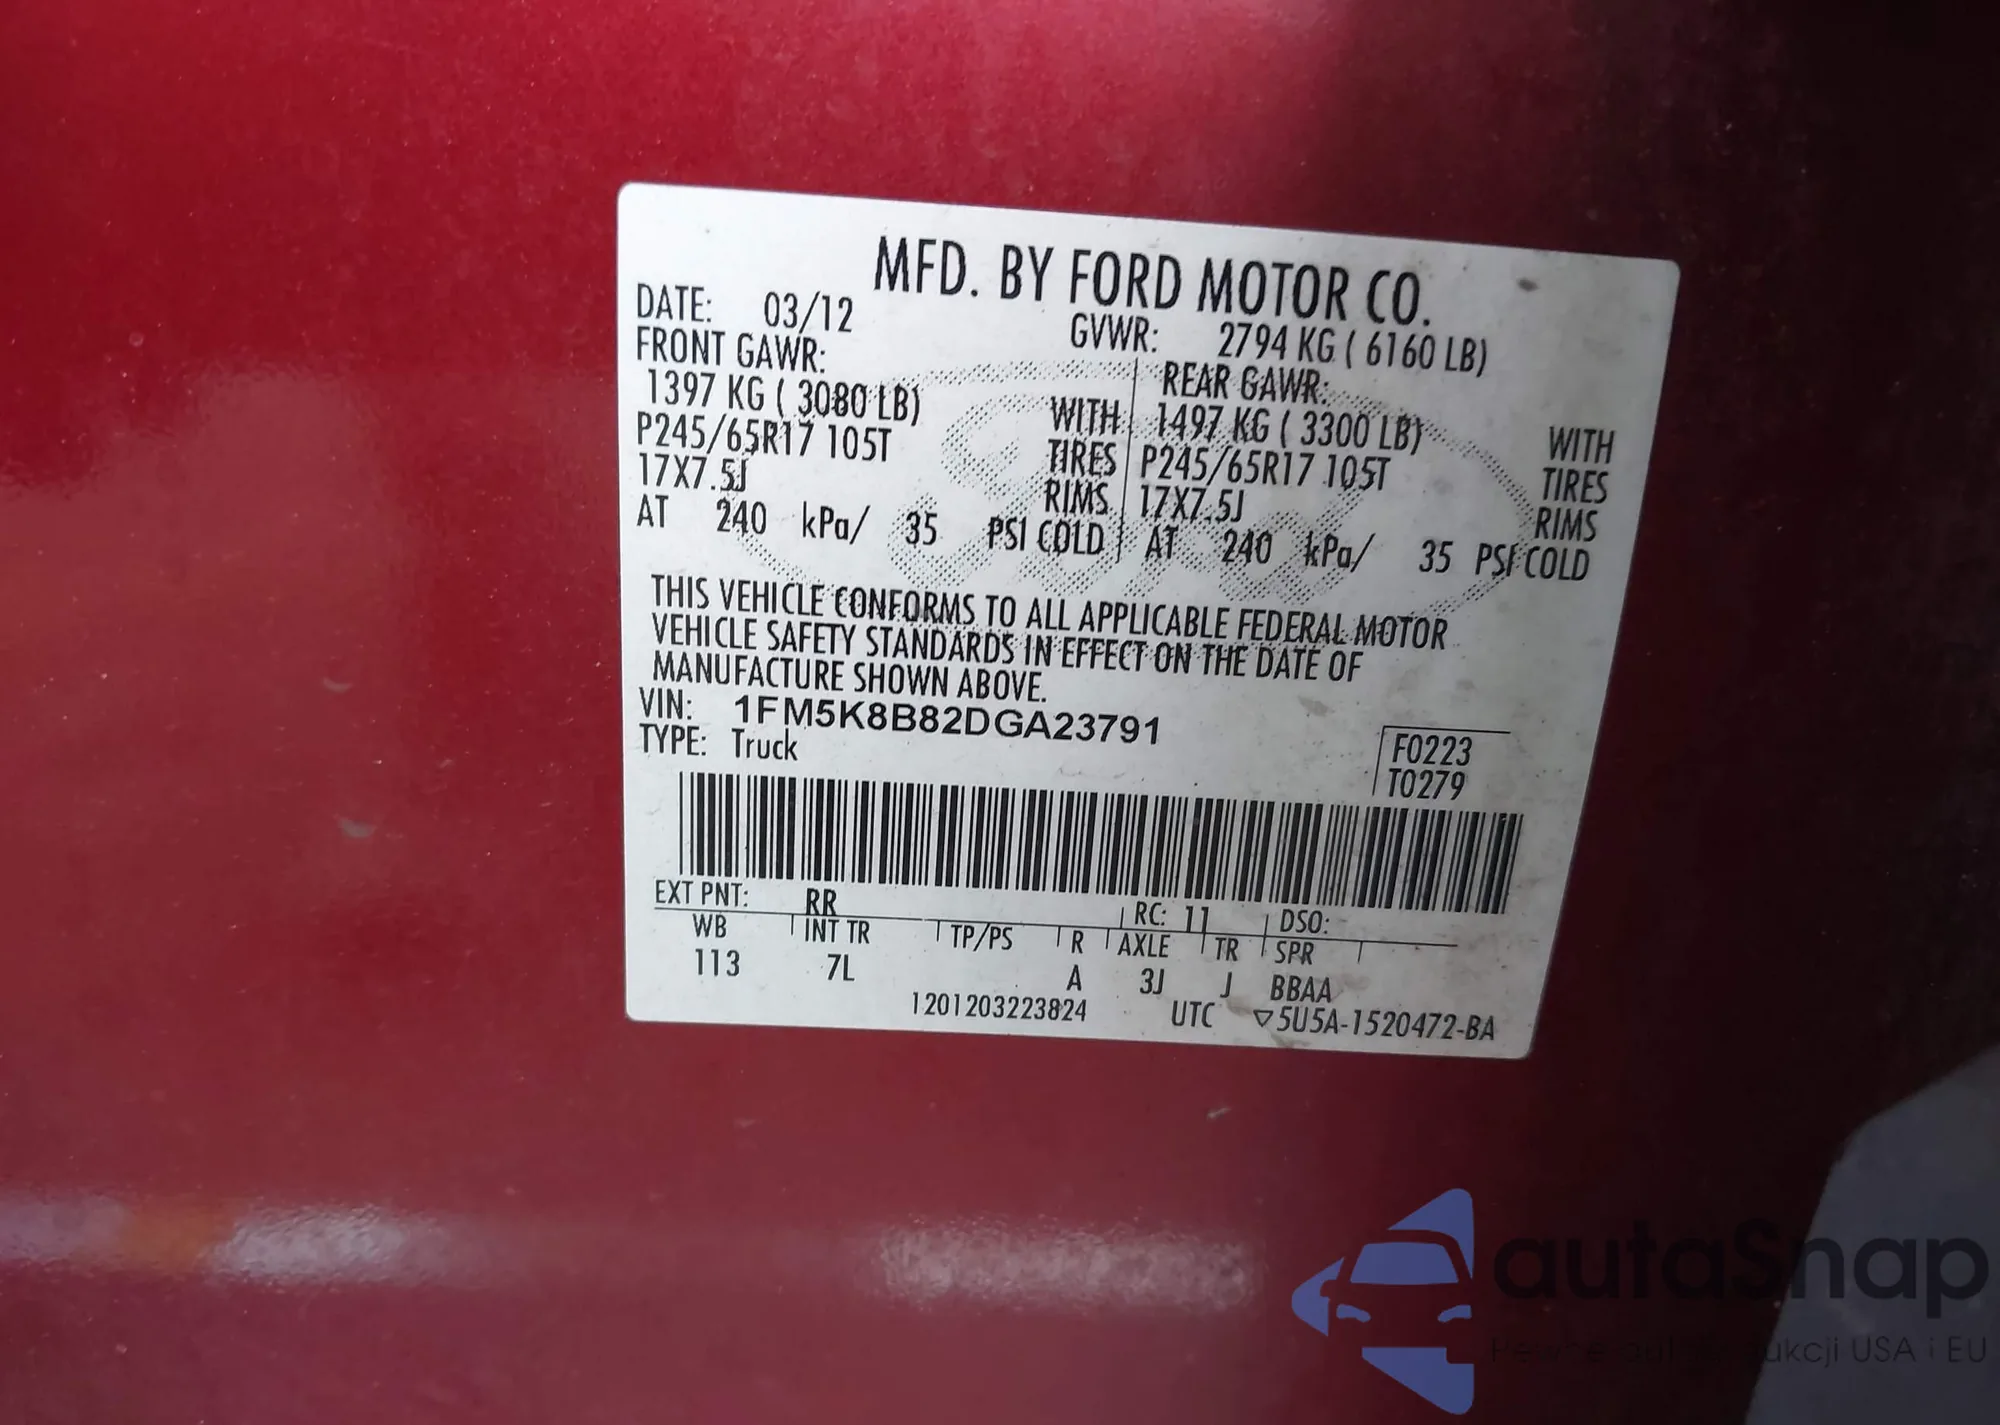 MFD. BY FORD MOTOR CO.
DATE: 03/12 GVWR: 2794 KG ( 6160 LB)
FRONT GAWR: REAR GAWR:
1397 KG ( 3080 LB) WITH 1497 KG ( 3300 LB) WITH
P245/65R17 105T TIRES P245/65R17 105T TIRES
17X7.5J RIMS 17X7.5J RIMS
AT 240 kPa/ 35 PSI COLD AT 240 kPa/ 35 PSI COLD
THIS VEHICLE CONFORMS TO ALL APPLICABLE FEDERAL MOTOR
VEHICLE SAFETY STANDARDS IN EFFECT ON THE DATE OF
MANUFACTURE SHOWN ABOVE.
VIN: 1FM5K8B82DGA23791
TYPE: Truck
F0223
T0279
EXT PNT: RR RC: 11 DSO:
WB INT TR TP/PS R AXLE TR SPR
113 7L A 3J J BBAA
1201203223824 UTC ▽5U5A-1520472-BA
autaSnap
USA i EU